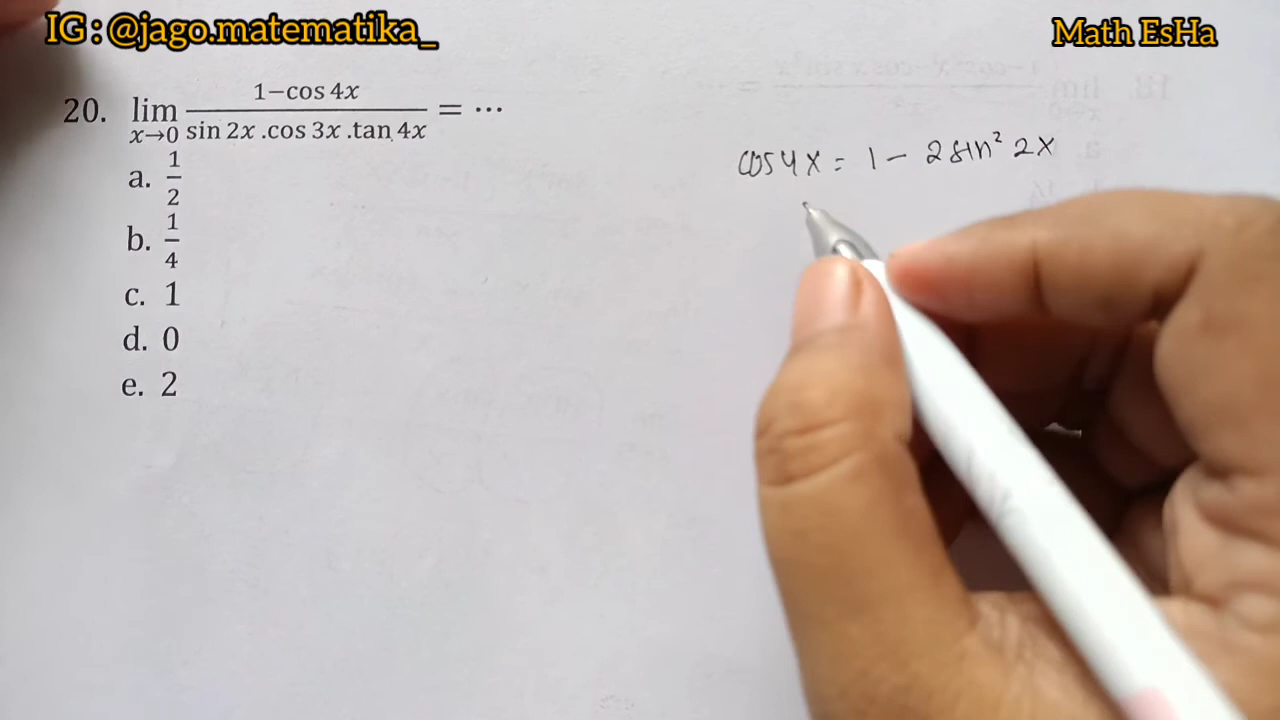 IG : @jago.matematika_
Math EsHa
20. lim x→0 1−cos 4x / sin 2x .cos 3x .tan 4x = ⋯
a. 1/2
b. 1/4
c. 1
d. 0
e. 2
cos 4x = 1 − 2 sin² 2x